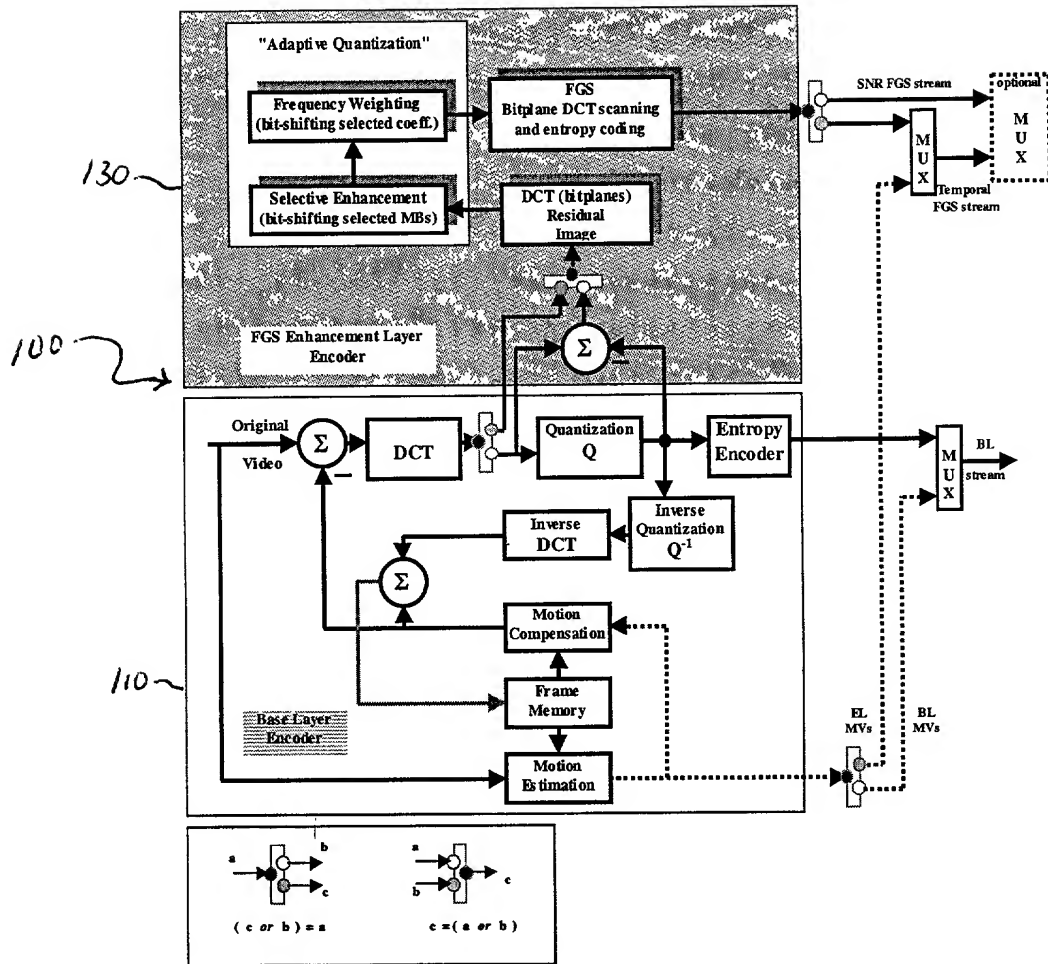 "Adaptive Quantization"
Frequency Weighting
(bit-shifting selected coeff.)
FGS
Bitplane DCT scanning
and entropy coding
SNR FGS stream
optional
M
U
X
M
U
X
Temporal
FGS stream
130
Selective Enhancement
(bit-shifting selected MBs)
DCT (bitplanes)
Residual
Image
FGS Enhancement Layer
Encoder
Σ
100
Original
Video
Σ
DCT
Quantization
Q
Entropy
Encoder
M
U
X
BL
stream
Inverse
DCT
Inverse
Quantization
Q-1
Σ
Motion
Compensation
110
Frame
Memory
Base Layer
Encoder
EL
MVs
BL
MVs
Motion
Estimation
a
b
c
( c or b ) = a
a
b
c
c = ( a or b )